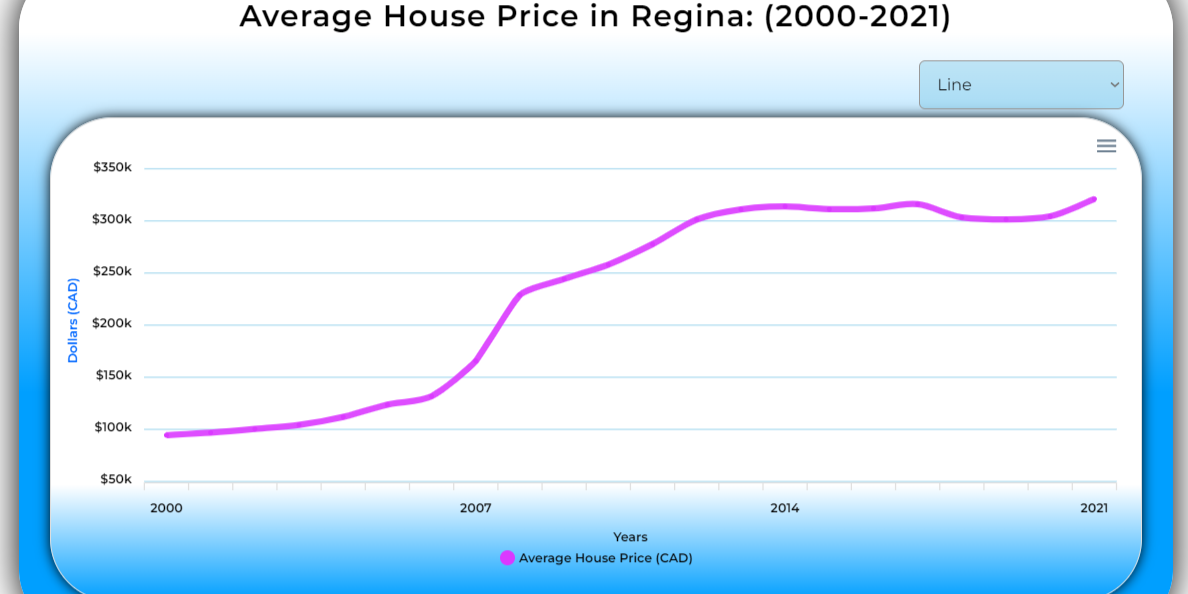 Average House Price in Regina: (2000-2021)
Line
$350k
$300k
$250k
$200k
$150k
$100k
$50k
Dollars (CAD)
2000 2007 2014 2021
Years
Average House Price (CAD)